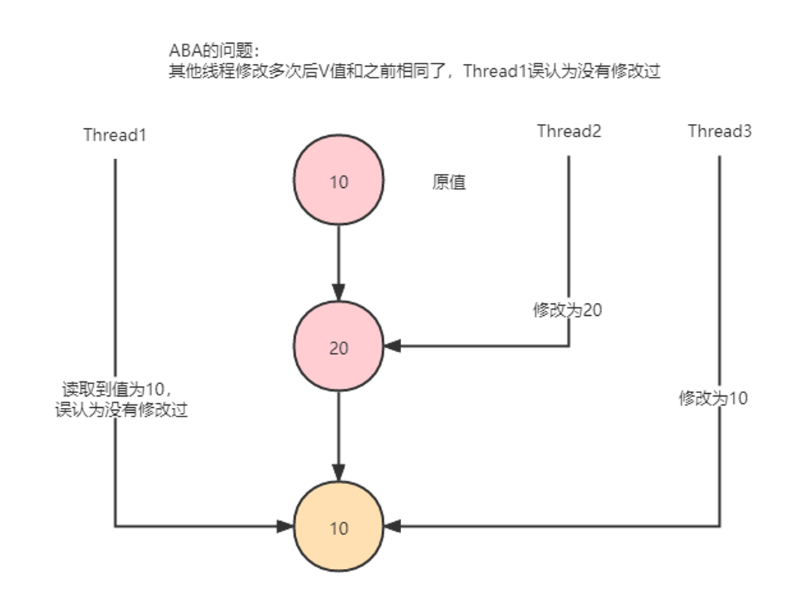 ABA的问题：
其他线程修改多次后V值和之前相同了，Thread1误认为没有修改过
Thread1
Thread2
Thread3
10
原值
修改为20
20
读取到值为10，
误认为没有修改过
修改为10
10